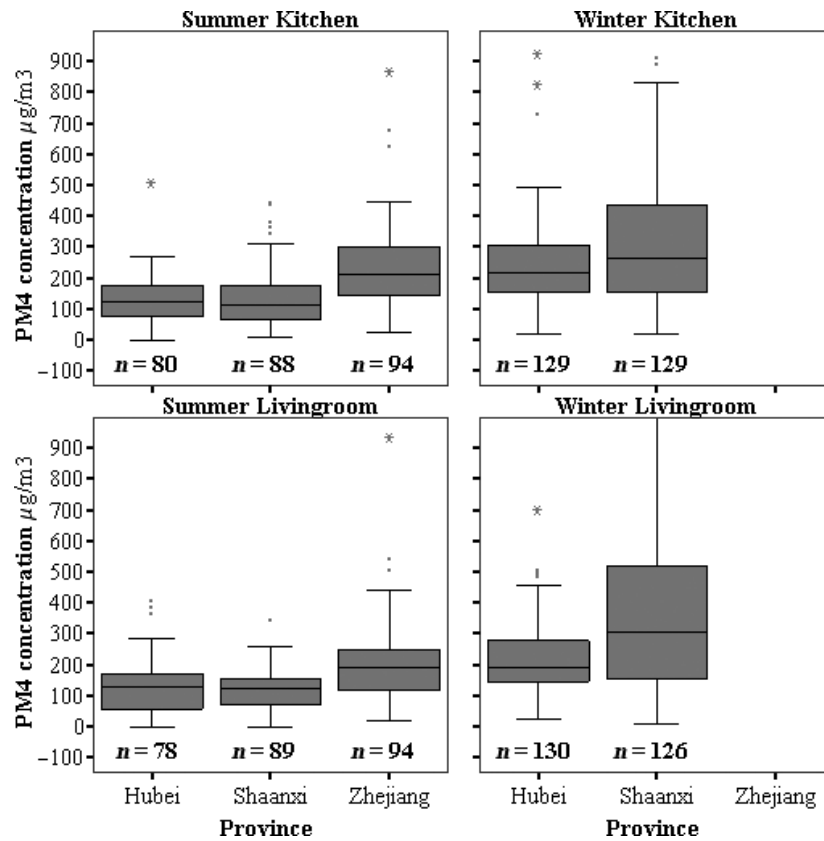 Summer Kitchen
Winter Kitchen
PM4 concentration µg/m3
900
800
700
600
500
400
300
200
100
0
−100
n = 80
n = 88
n = 94
n = 129
n = 129
Summer Livingroom
Winter Livingroom
PM4 concentration µg/m3
900
800
700
600
500
400
300
200
100
0
−100
n = 78
n = 89
n = 94
n = 130
n = 126
Hubei
Shaanxi
Zhejiang
Hubei
Shaanxi
Zhejiang
Province
Province